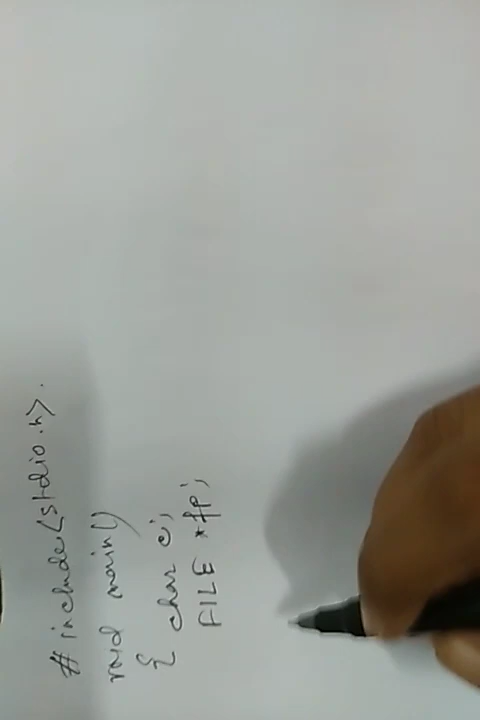 # include<stdio.h>.
void main()
{ char c;
FILE *fp;